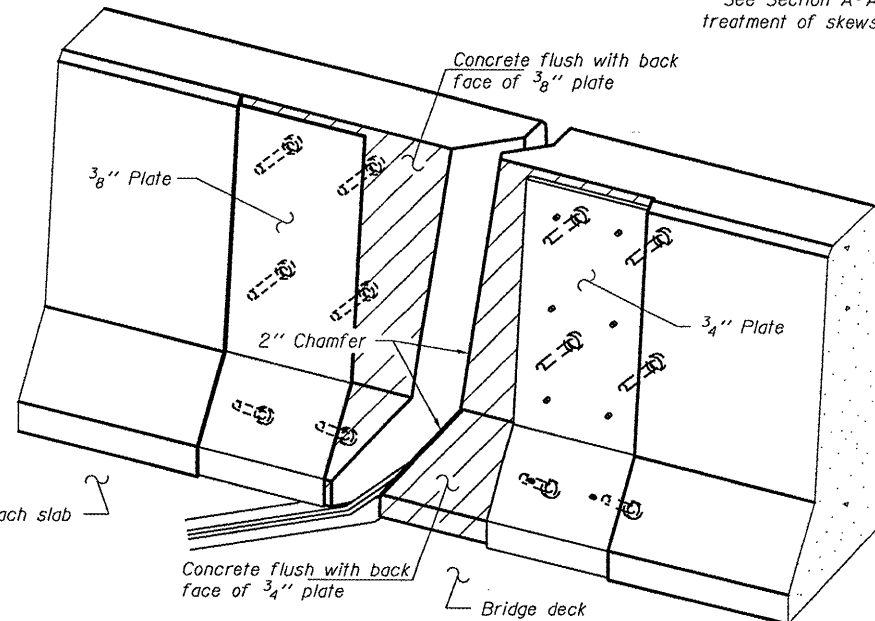 See Section A-A
treatment of skews
Concrete flush with back
face of 3/8" plate
3/8" Plate
3/4" Plate
2" Chamfer
slab
Concrete flush with back
face of 3/4" plate
Bridge deck